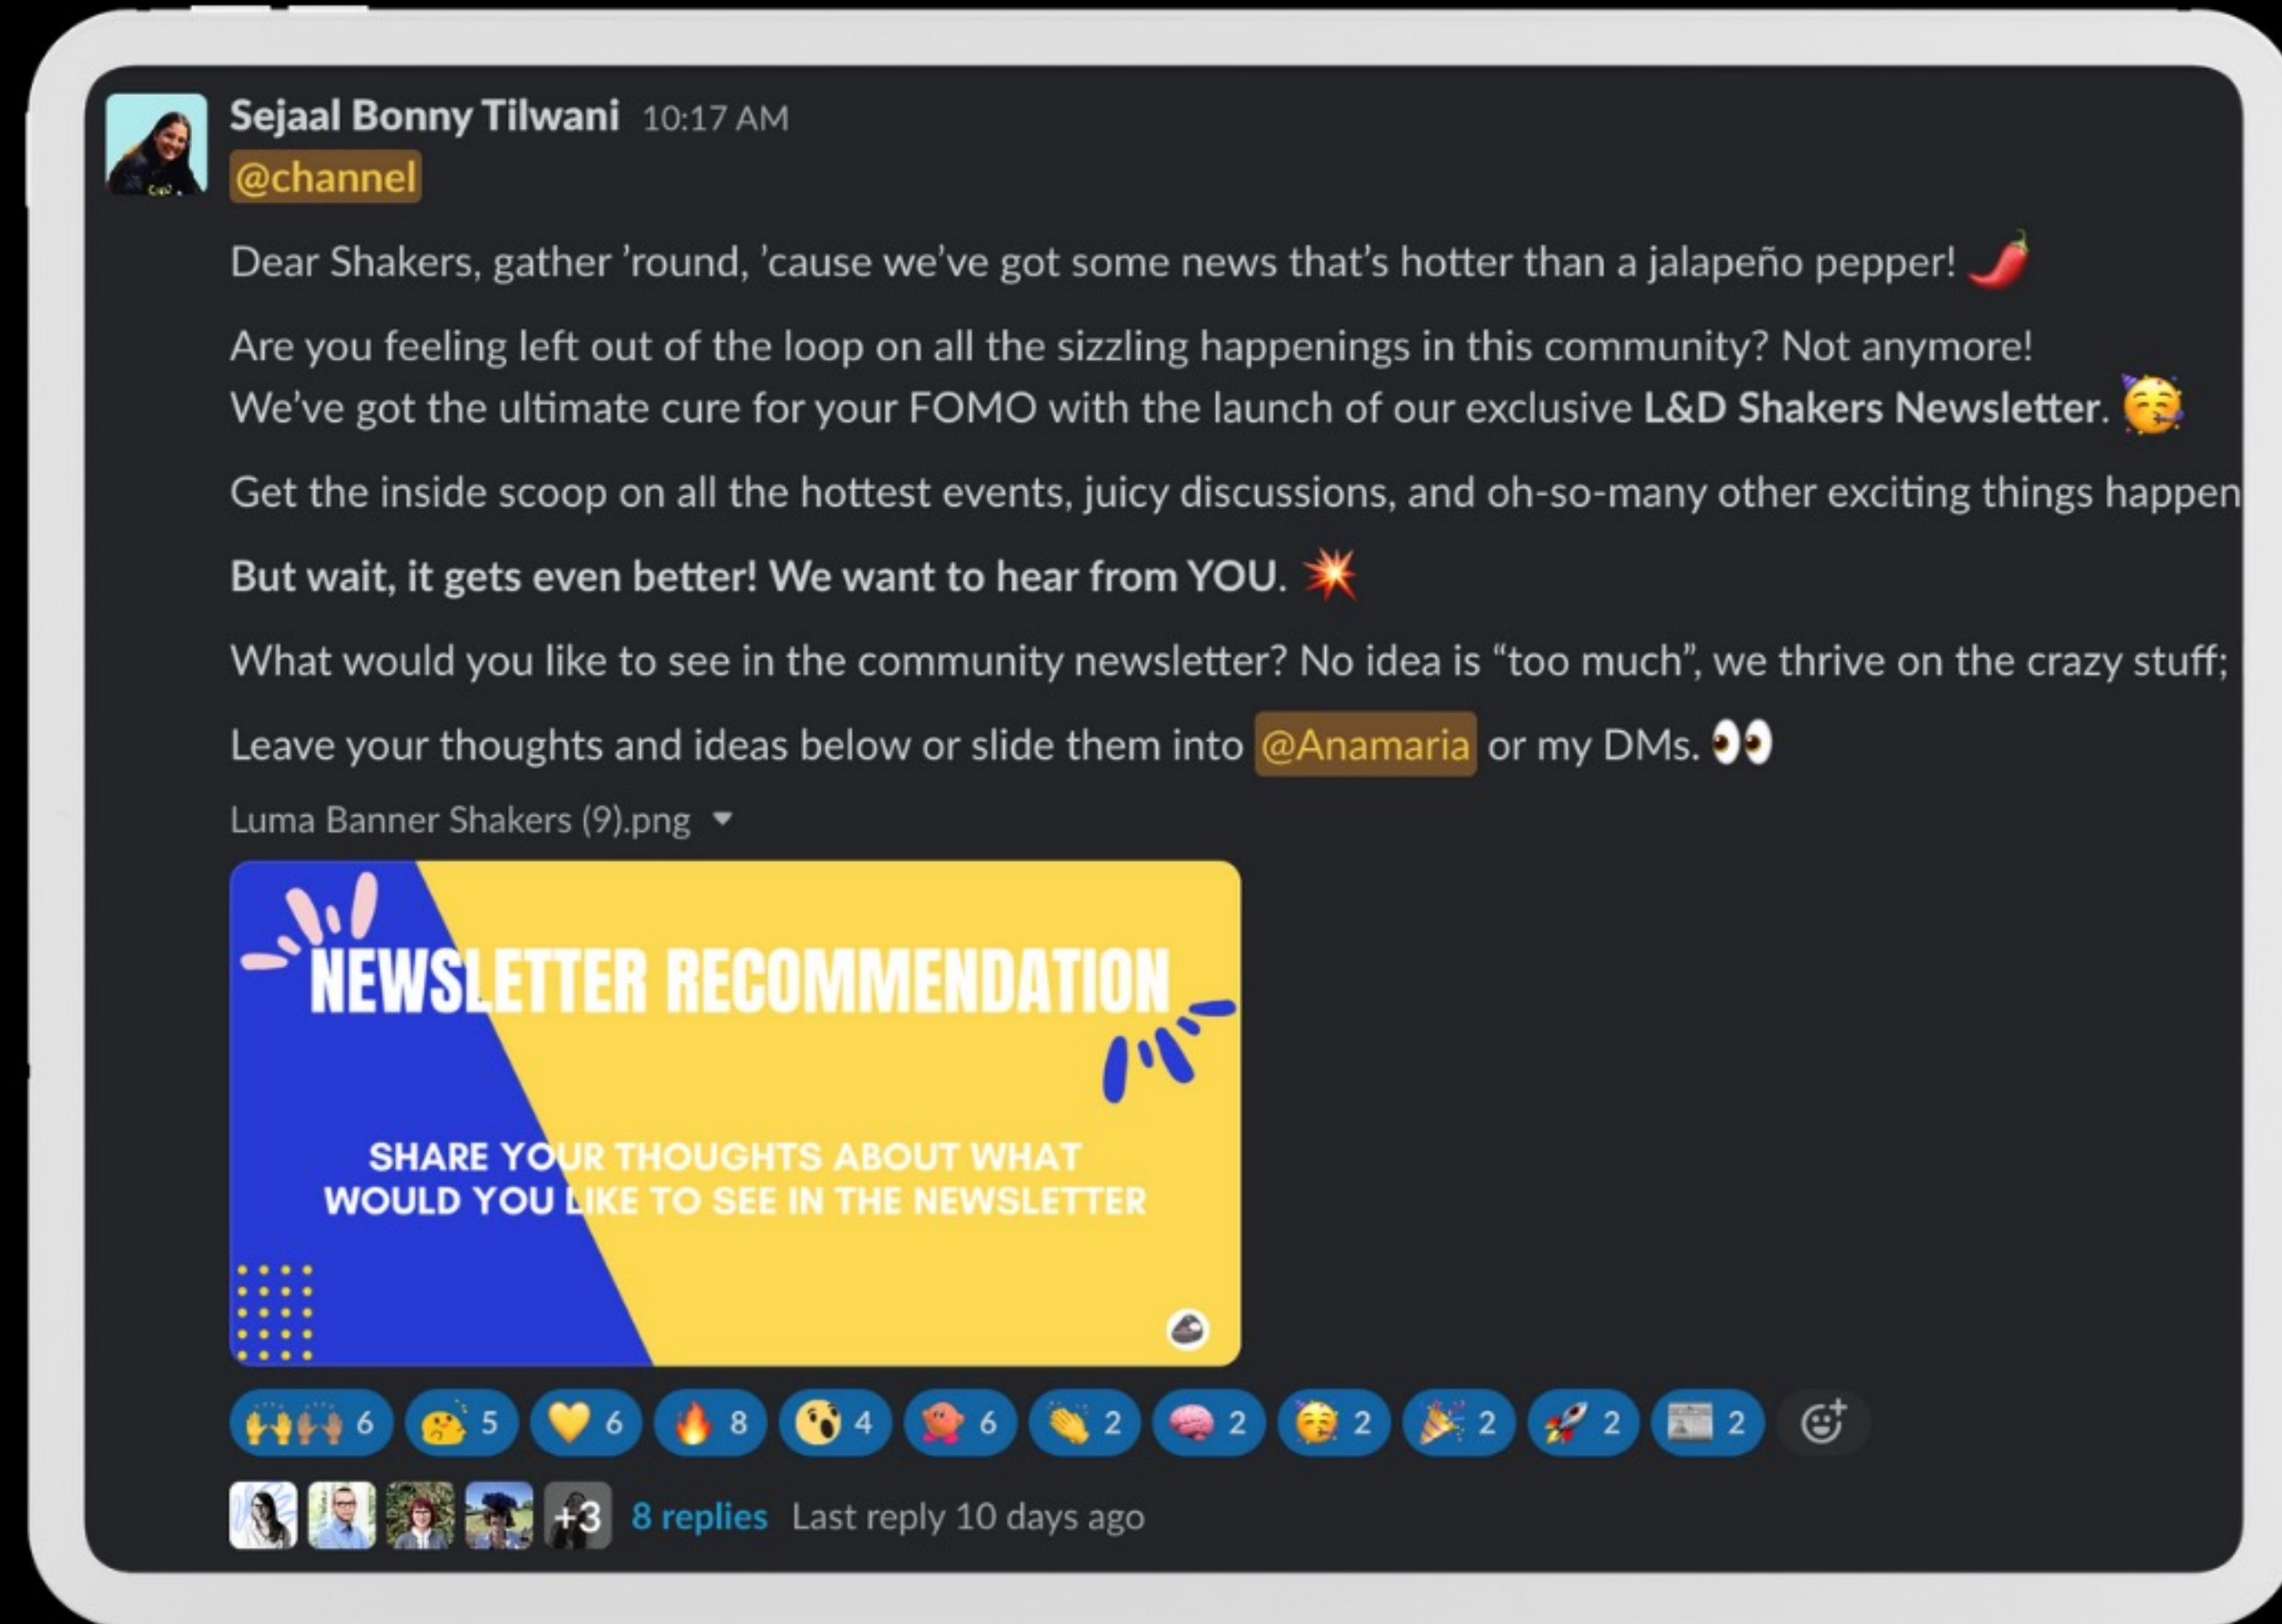 Sejaal Bonny Tilwani 10:17 AM
@channel
Dear Shakers, gather ’round, ’cause we’ve got some news that’s hotter than a jalapeño pepper! 🌶️
Are you feeling left out of the loop on all the sizzling happenings in this community? Not anymore!
We’ve got the ultimate cure for your FOMO with the launch of our exclusive L&D Shakers Newsletter. 🥳
Get the inside scoop on all the hottest events, juicy discussions, and oh-so-many other exciting things happen
But wait, it gets even better! We want to hear from YOU. 💥
What would you like to see in the community newsletter? No idea is “too much”, we thrive on the crazy stuff;
Leave your thoughts and ideas below or slide them into @Anamaria or my DMs. 👀
Luma Banner Shakers (9).png
NEWSLETTER RECOMMENDATION
SHARE YOUR THOUGHTS ABOUT WHAT
WOULD YOU LIKE TO SEE IN THE NEWSLETTER
6 5 6 8 4 6 2 2 2 2 2 2
+3 8 replies Last reply 10 days ago